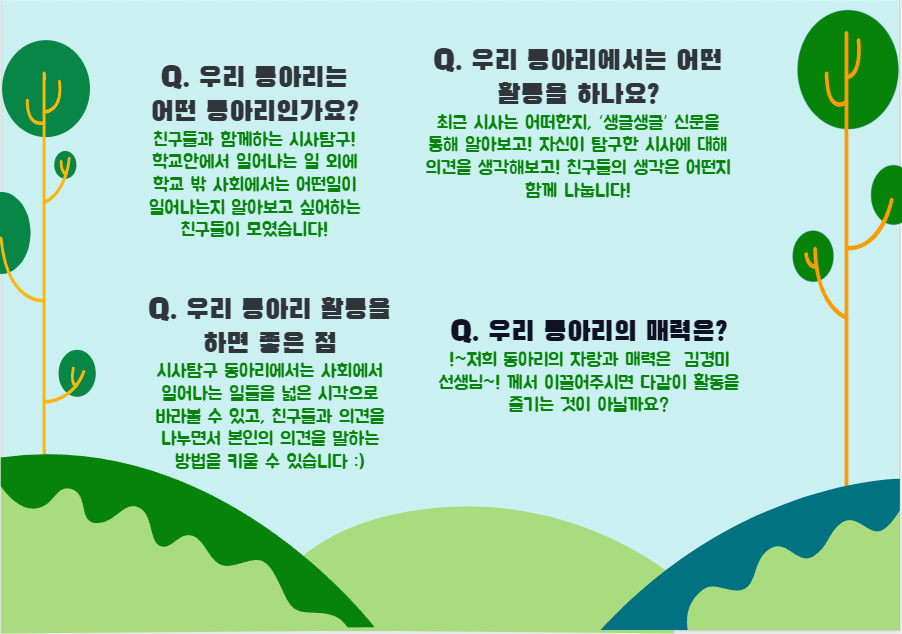 Q. 우리 동아리는
어떤 동아리인가요?
친구들과 함께하는 시사탐구!
학교안에서 일어나는 일 외에
학교 밖 사회에서는 어떤일이
일어나는지 알아보고 싶어하는
친구들이 모였습니다!
Q. 우리 동아리에서는 어떤
활동을 하나요?
최근 시사는 어떠한지, '생글생글' 신문을
통해 알아보고! 자신이 탐구한 시사에 대해
의견을 생각해보고! 친구들의 생각은 어떤지
함께 나눕니다!
Q. 우리 동아리 활동을
하면 좋은 점
시사탐구 동아리에서는 사회에서
일어나는 일들을 넓은 시각으로
바라볼 수 있고, 친구들과 의견을
나누면서 본인의 의견을 말하는
방법을 키울 수 있습니다 :)
Q. 우리 동아리의 매력은?
!~저희 동아리의 자랑과 매력은 김경미
선생님~! 께서 이끌어주시면 다같이 활동을
즐기는 것이 아닐까요?